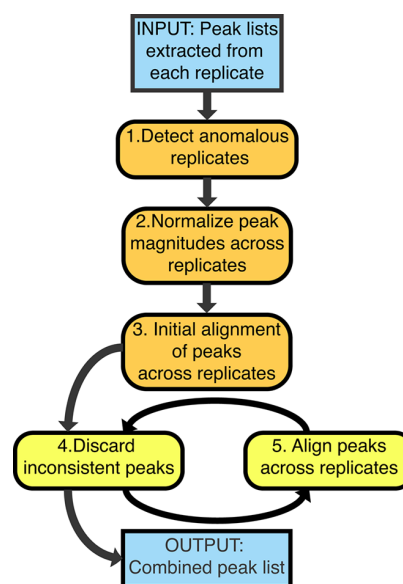 INPUT: Peak lists
extracted from
each replicate
1.Detect anomalous
replicates
2.Normalize peak
magnitudes across
replicates
3. Initial alignment
of peaks
across replicates
4.Discard
inconsistent peaks
5. Align peaks
across replicates
OUTPUT:
Combined peak list